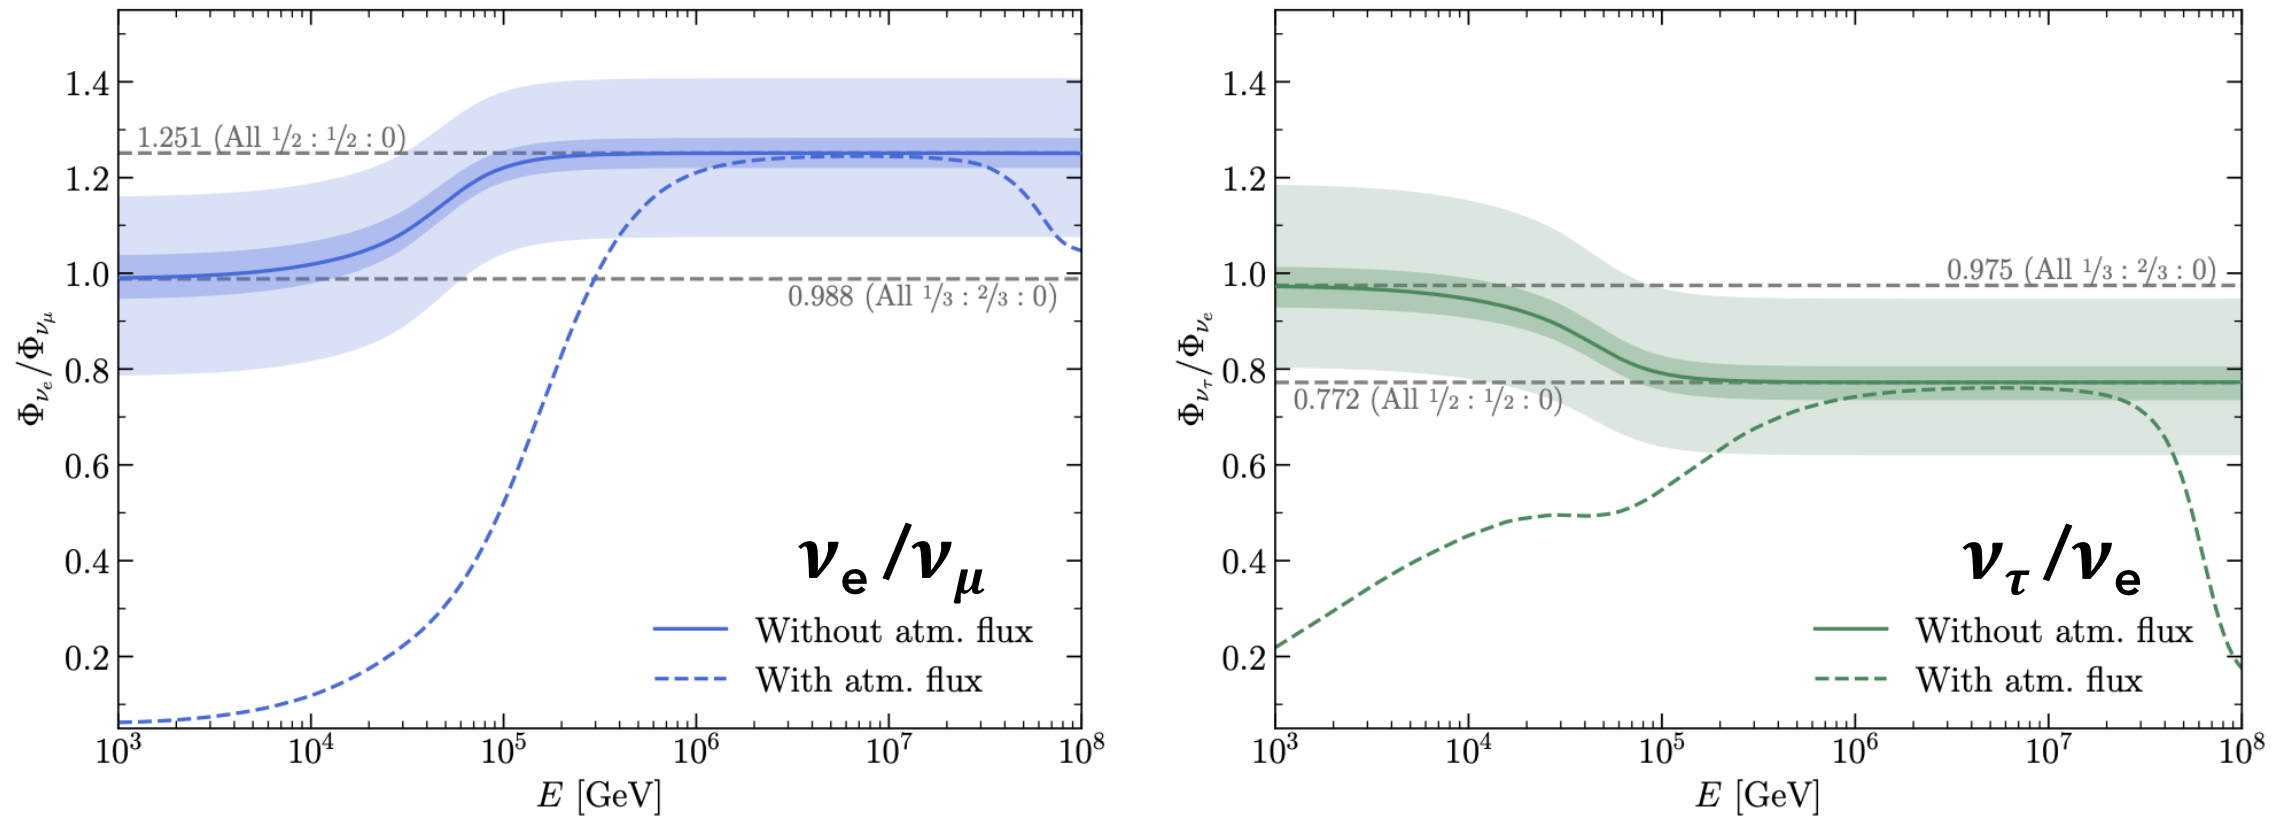 1.4
1.2
1.0
0.8
0.6
0.4
0.2
Φνₑ/Φν_μ
1.251 (All 1/2 : 1/2 : 0)
0.988 (All 1/3 : 2/3 : 0)
νₑ/ν_μ
Without atm. flux
With atm. flux
10³ 10⁴ 10⁵ 10⁶ 10⁷ 10⁸
E [GeV]
1.4
1.2
1.0
0.8
0.6
0.4
0.2
Φν_τ/Φνₑ
0.975 (All 1/3 : 2/3 : 0)
0.772 (All 1/2 : 1/2 : 0)
ν_τ/νₑ
Without atm. flux
With atm. flux
10³ 10⁴ 10⁵ 10⁶ 10⁷ 10⁸
E [GeV]